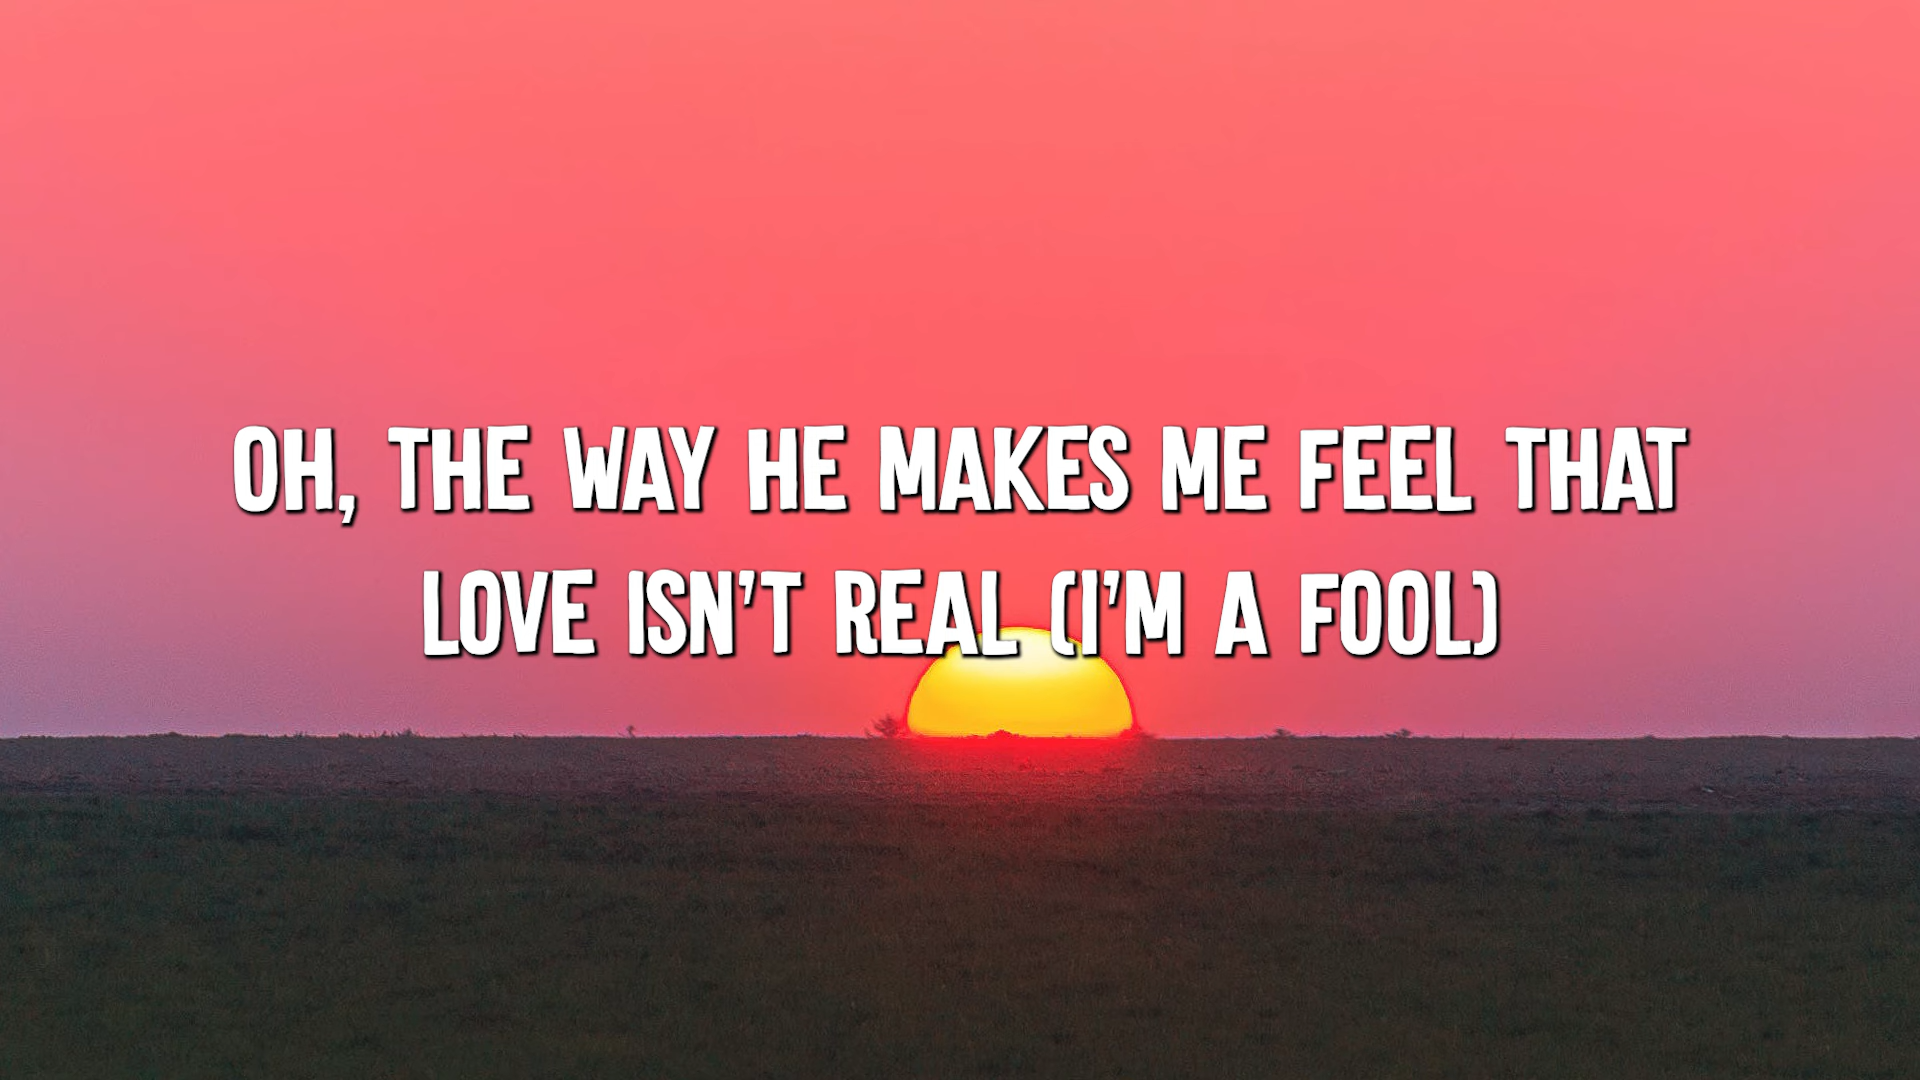 OH, THE WAY HE MAKES ME FEEL THAT
LOVE ISN'T REAL (I'M A FOOL)